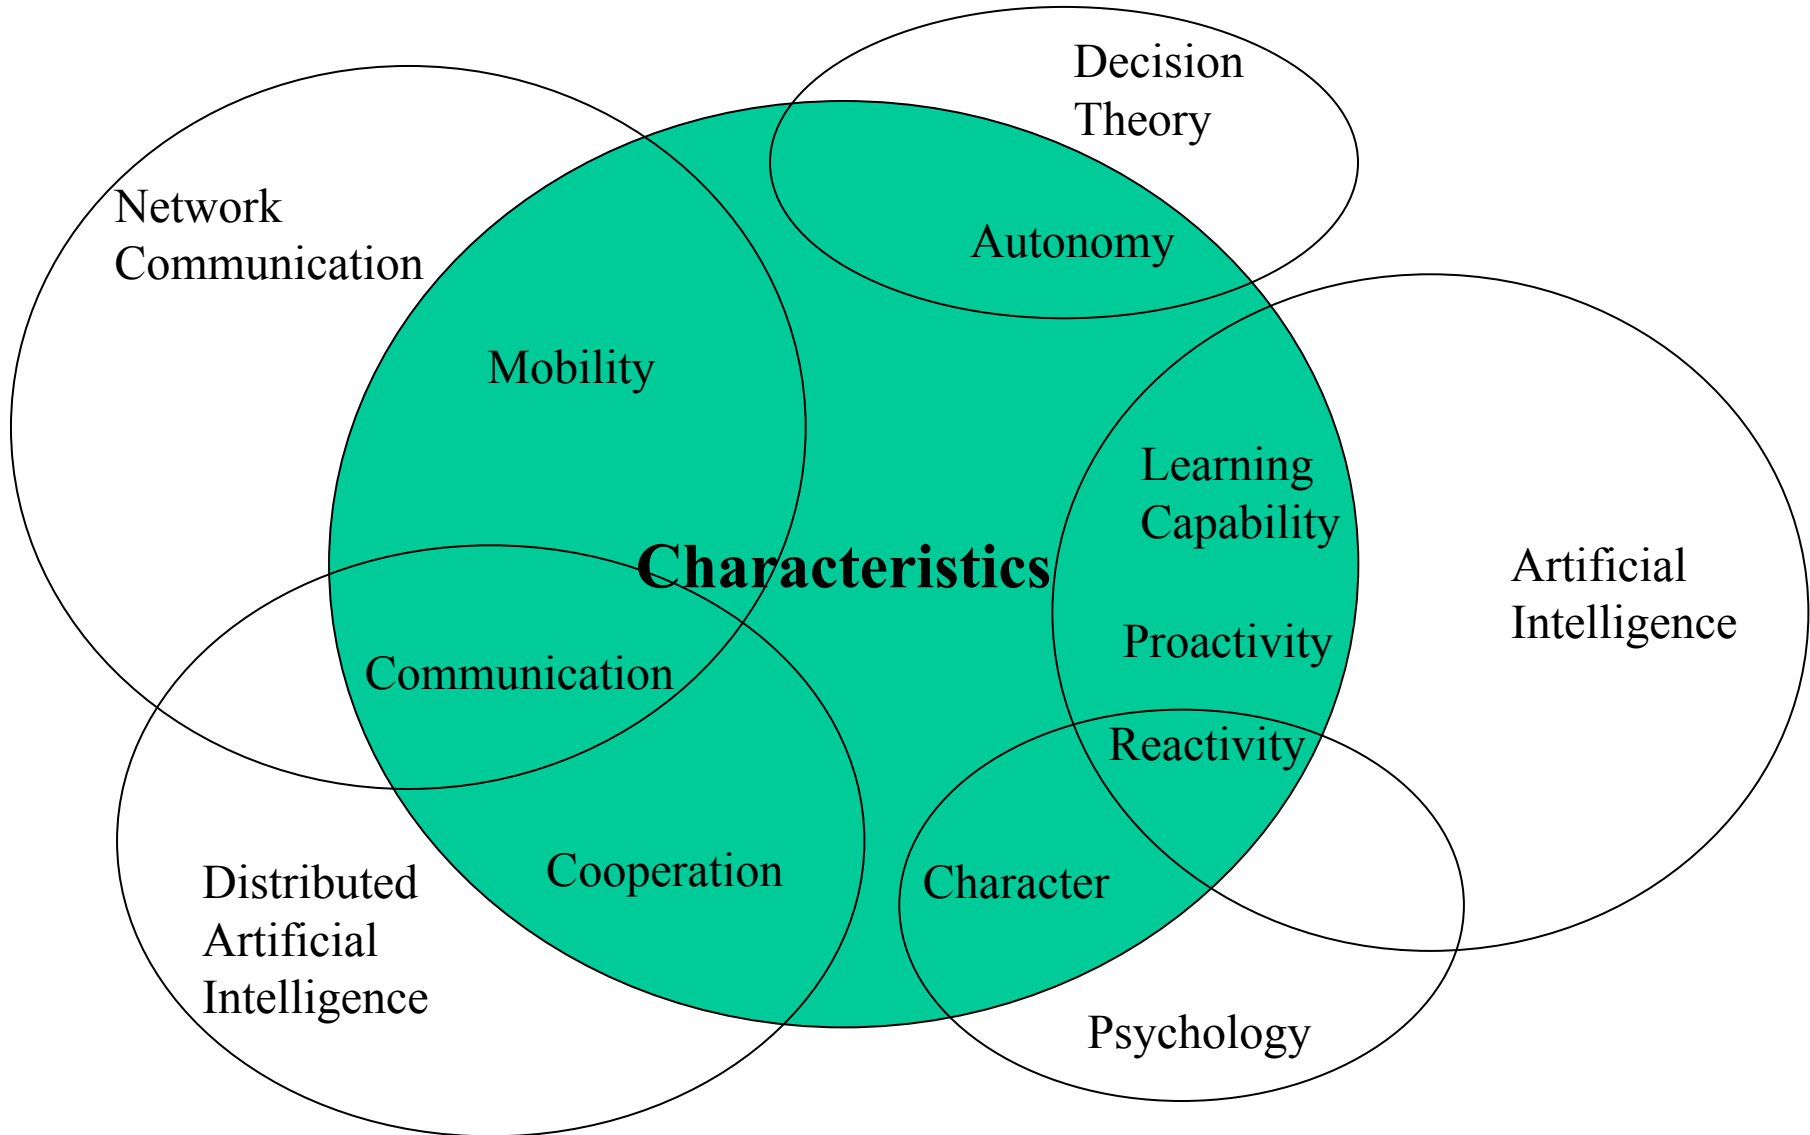 Decision
Theory
Network
Communication
Autonomy
Mobility
Learning
Capability
Characteristics
Artificial
Intelligence
Proactivity
Communication
Reactivity
Cooperation
Character
Distributed
Artificial
Intelligence
Psychology